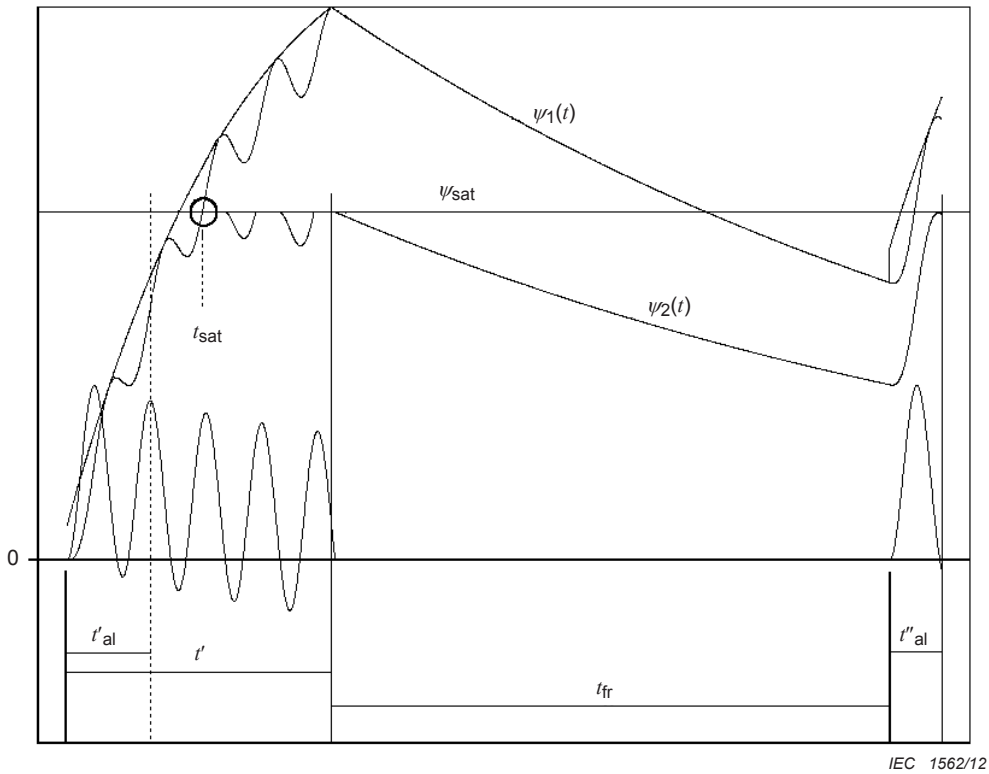 ψ1(t)
ψsat
ψ2(t)
tsat
0
t′al
t′
t″al
tfr
IEC 1562/12